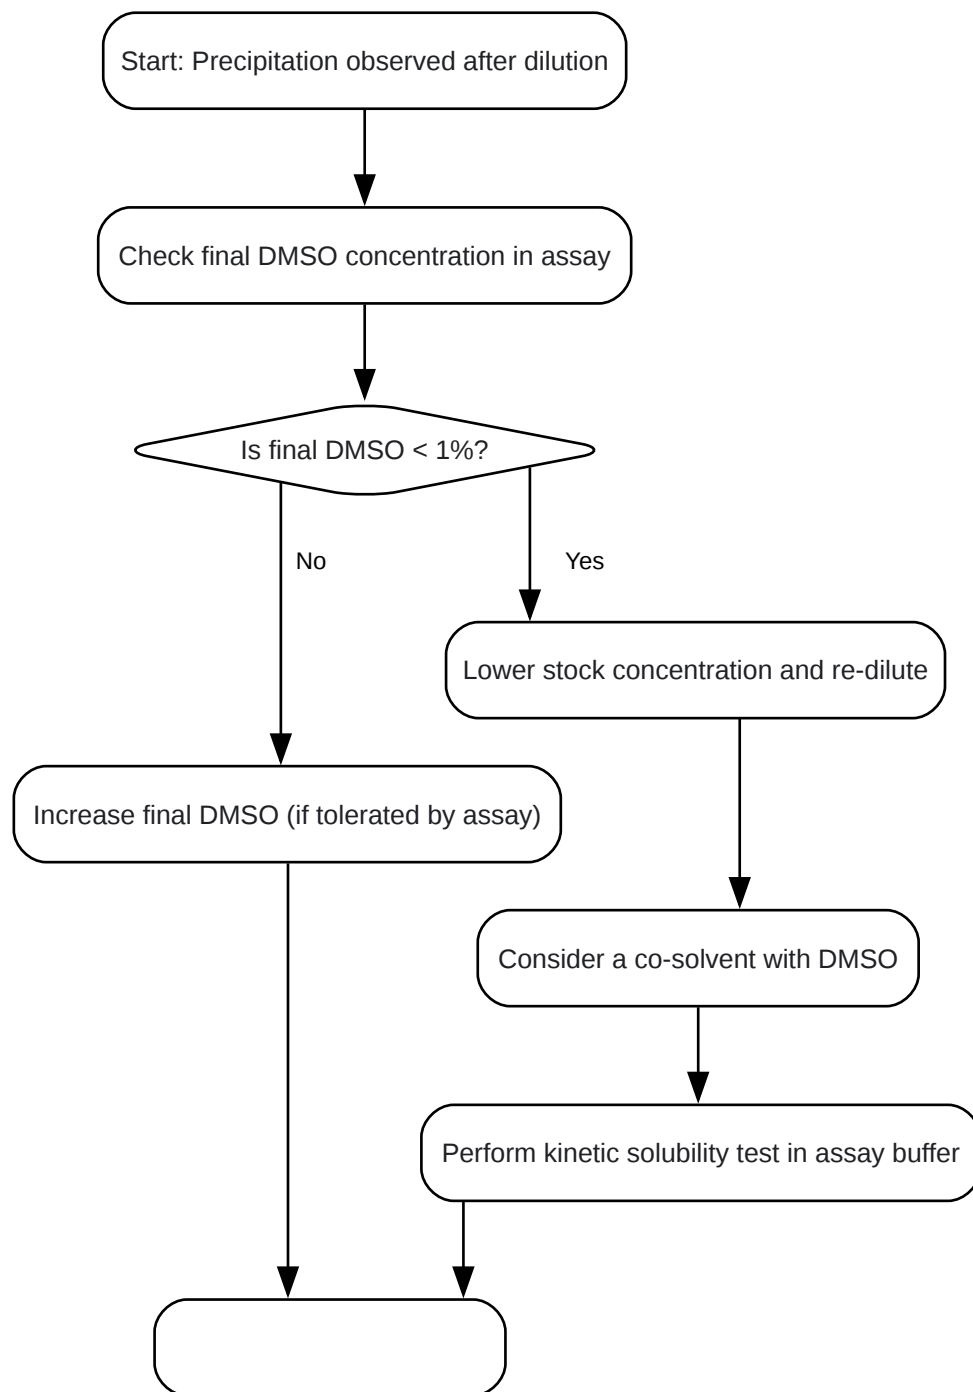 Start: Precipitation observed after dilution
Check final DMSO concentration in assay
Is final DMSO < 1%?
No
Yes
Lower stock concentration and re-dilute
Increase final DMSO (if tolerated by assay)
Consider a co-solvent with DMSO
Perform kinetic solubility test in assay buffer